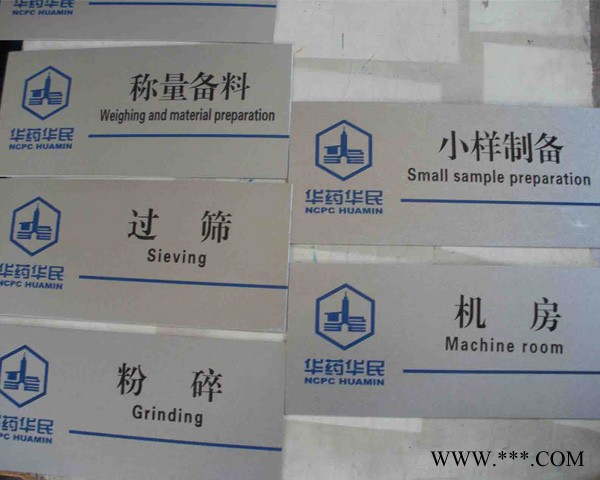 称量备料
Weighing and material preparation
华药华民
NCPC HUAMIN
过 筛
Sieving
华药华民
NCPC HUAMIN
粉 碎
Grinding
华药华民
NCPC HUAMIN
小样制备
Small sample preparation
华药华民
NCPC HUAMIN
机 房
Machine room
华药华民
NCPC HUAMIN
WWW.***.COM